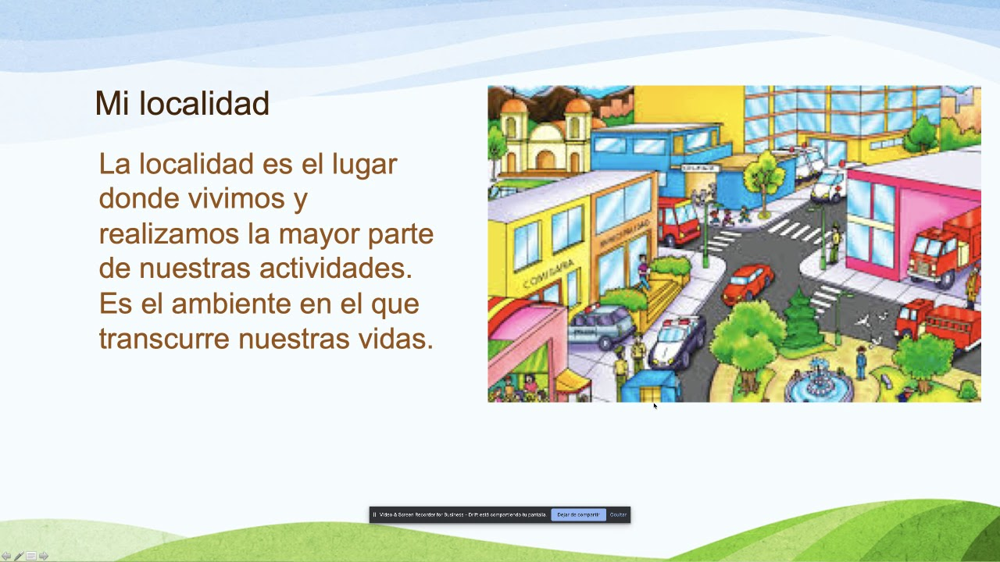 Mi localidad
La localidad es el lugar
donde vivimos y
realizamos la mayor parte
de nuestras actividades.
Es el ambiente en el que
transcurre nuestras vidas.
COMISARIA
MUNICIPALIDAD
Video & Screen Recorder for Business - Drift está compartiendo tu pantalla.
Dejar de compartir
Ocultar